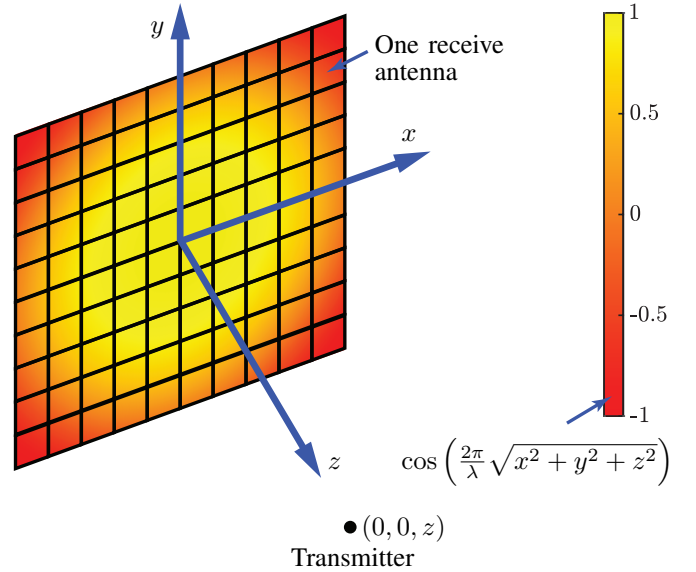 y
One receive
antenna
x
z
1
0.5
0
-0.5
-1
cos(2π/λ √(x² + y² + z²))
(0, 0, z)
Transmitter